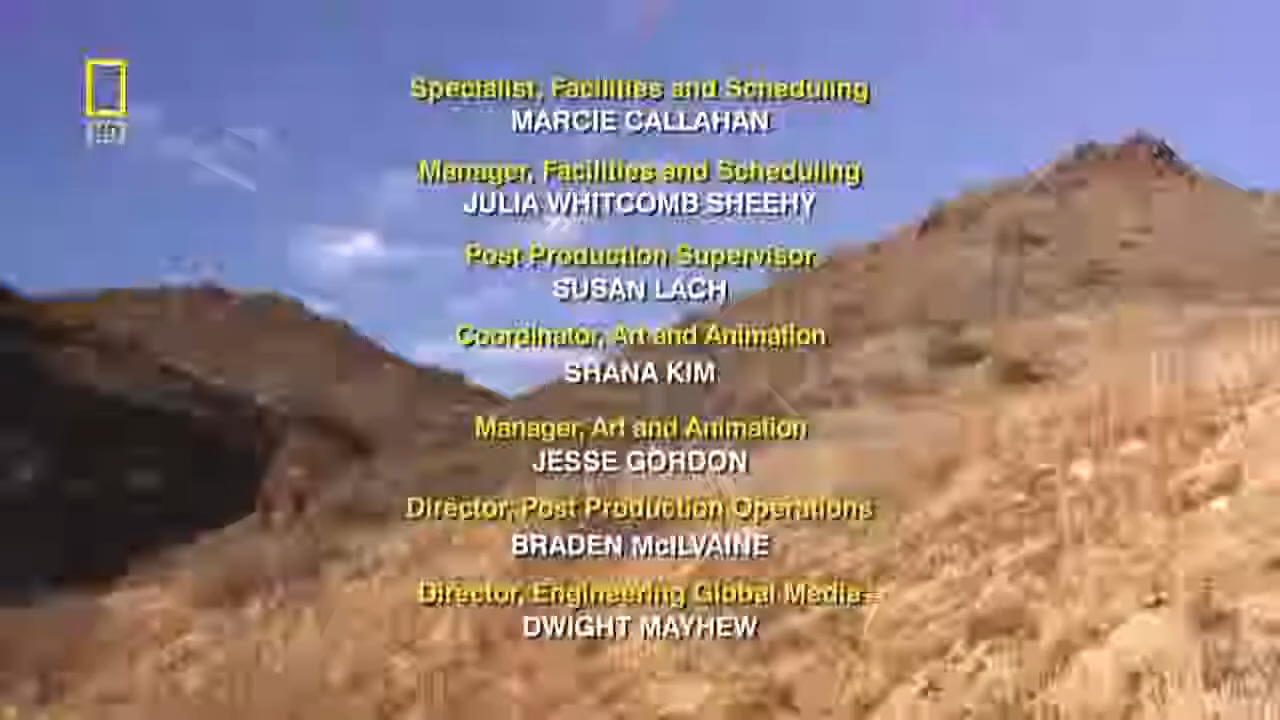 HD
Specialist, Facilities and Scheduling
MARCIE CALLAHAN
Manager, Facilities and Scheduling
JULIA WHITCOMB SHEEHY
Post Production Supervisor
SUSAN LACH
Coordinator, Art and Animation
SHANA KIM
Manager, Art and Animation
JESSE GORDON
Director, Post Production Operations
BRADEN McILVAINE
Director, Engineering Global Media
DWIGHT MAYHEW